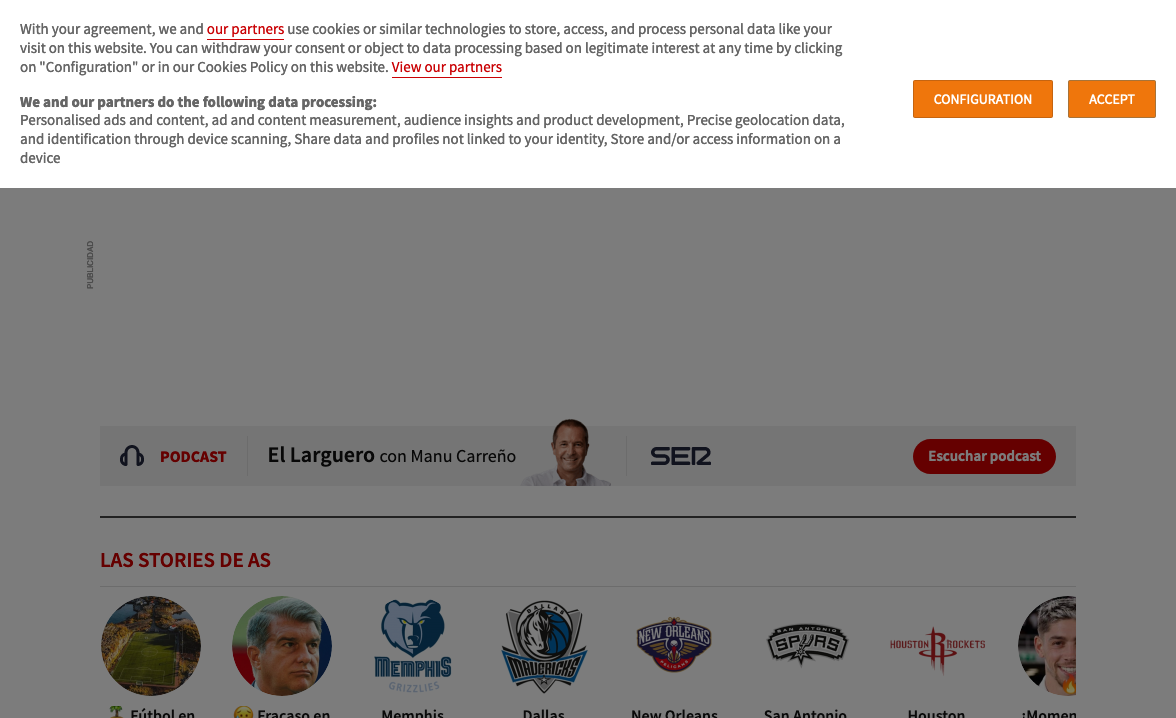 With your agreement, we and our partners use cookies or similar technologies to store, access, and process personal data like your
visit on this website. You can withdraw your consent or object to data processing based on legitimate interest at any time by clicking
on "Configuration" or in our Cookies Policy on this website. View our partners
We and our partners do the following data processing:
Personalised ads and content, ad and content measurement, audience insights and product development, Precise geolocation data,
and identification through device scanning, Share data and profiles not linked to your identity, Store and/or access information on a
device
CONFIGURATION
ACCEPT
PUBLICIDAD
PODCAST
El Larguero con Manu Carreño
SER
Escuchar podcast
LAS STORIES DE AS
MEMPHIS
GRIZZLIES
DALLAS
MAVERICKS
NEW ORLEANS
PELICANS
SAN ANTONIO
SPURS
HOUSTON ROCKETS
🌴 Fútbol en
🤕 Fracaso en
Memphis
Dallas
New Orleans
San Antonio
Houston
¡Momen